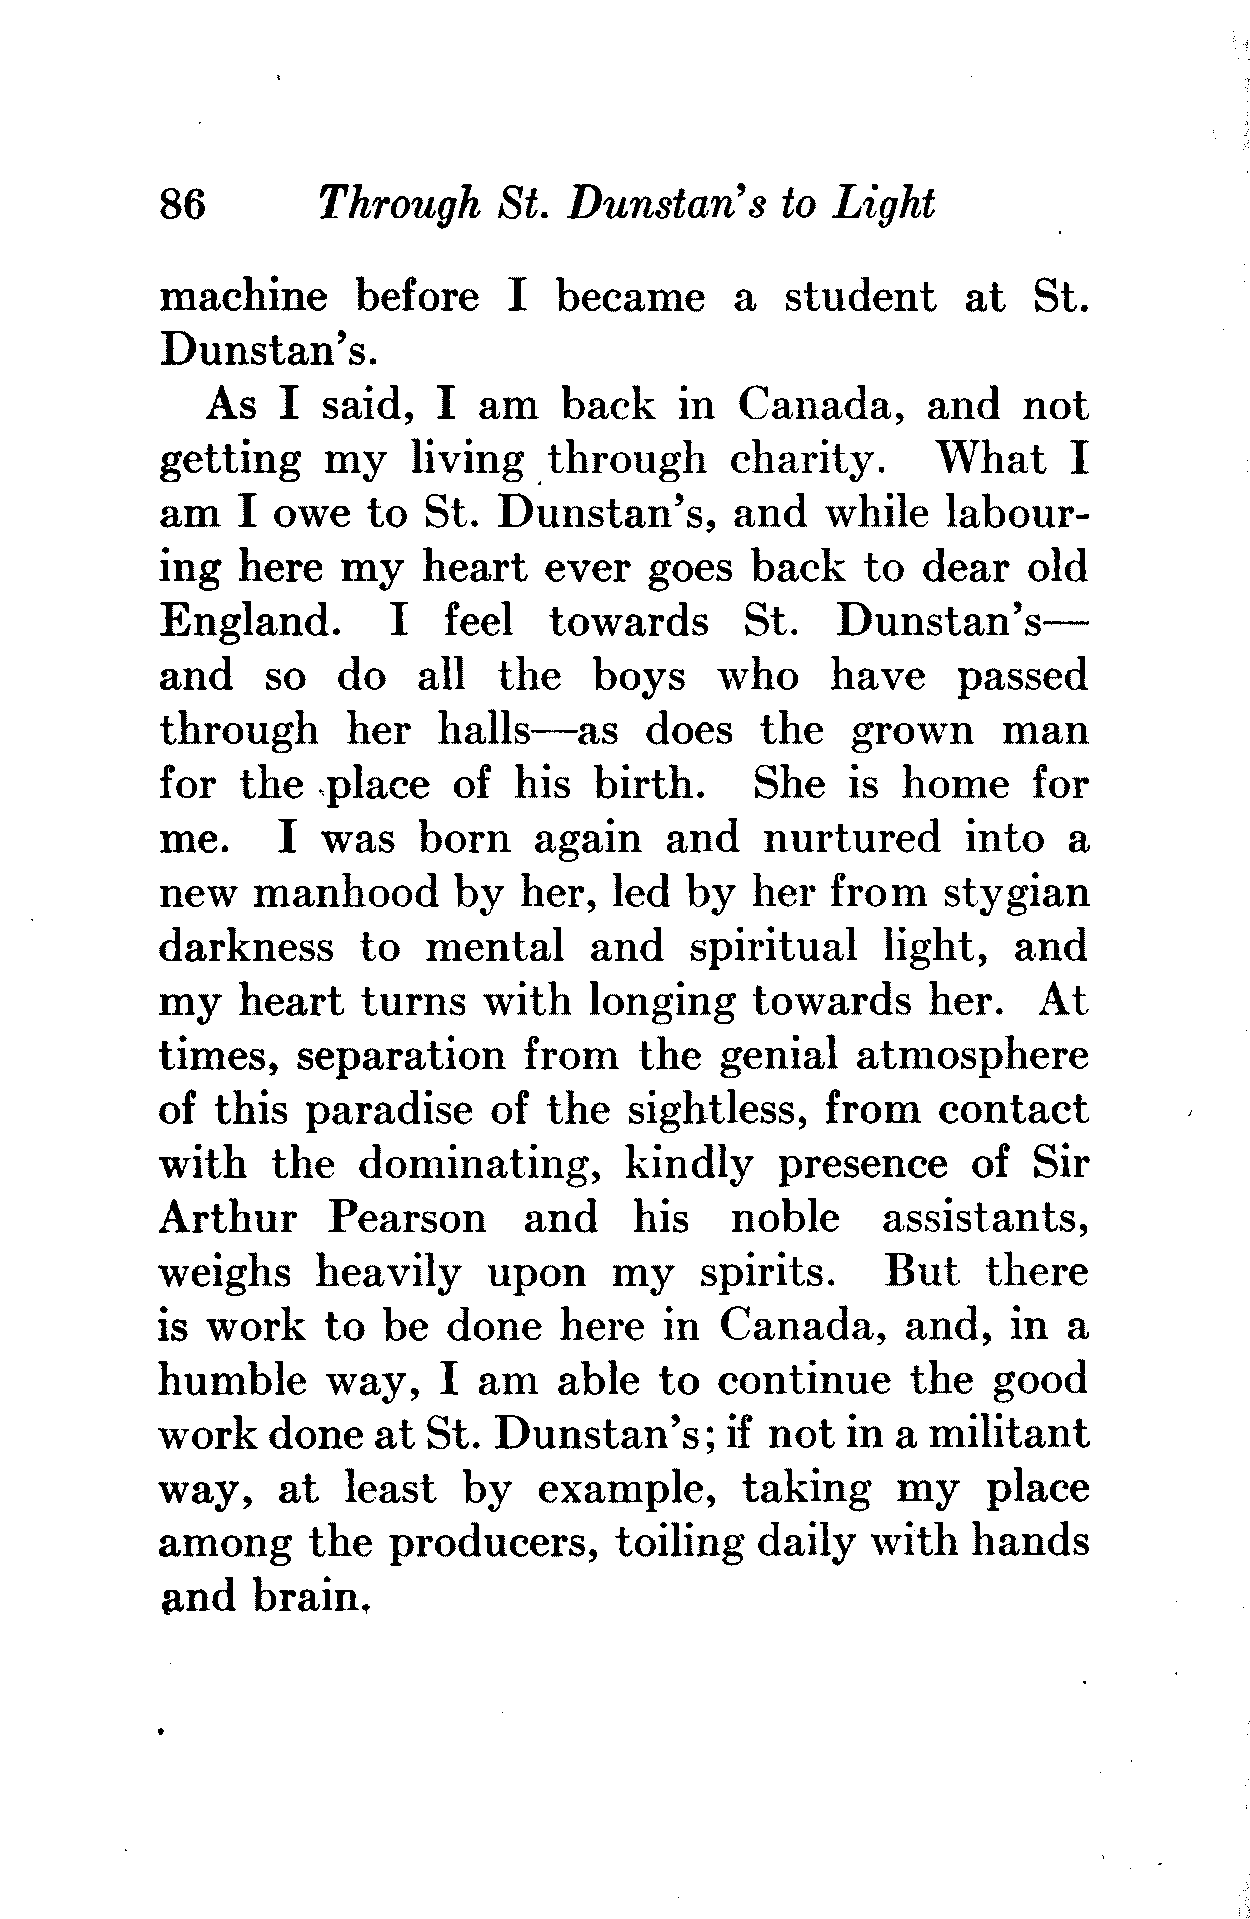 86 Through St. Dunstan's to Light
machine before I became a student at St.
Dunstan's.
As I said, I am back in Canada, and not
getting my living through charity. What I
am I owe to St. Dunstan's, and while labour-
ing here my heart ever goes back to dear old
England. I feel towards St. Dunstan's—
and so do all the boys who have passed
through her halls—as does the grown man
for the place of his birth. She is home for
me. I was born again and nurtured into a
new manhood by her, led by her from stygian
darkness to mental and spiritual light, and
my heart turns with longing towards her. At
times, separation from the genial atmosphere
of this paradise of the sightless, from contact
with the dominating, kindly presence of Sir
Arthur Pearson and his noble assistants,
weighs heavily upon my spirits. But there
is work to be done here in Canada, and, in a
humble way, I am able to continue the good
work done at St. Dunstan's; if not in a militant
way, at least by example, taking my place
among the producers, toiling daily with hands
and brain.